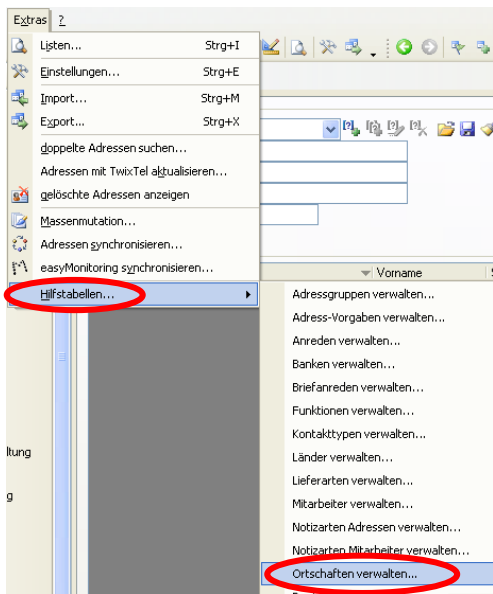 Extras ?
Listen... Strg+I
Einstellungen... Strg+E
Import... Strg+M
Export... Strg+X
doppelte Adressen suchen...
Adressen mit TwixTel aktualisieren...
gelöschte Adressen anzeigen
Massenmutation...
Adressen synchronisieren...
easyMonitoring synchronisieren...
Vorname
Hilfstabellen...
Adressgruppen verwalten...
Adress-Vorgaben verwalten...
Anreden verwalten...
Banken verwalten...
Briefanreden verwalten...
Funktionen verwalten...
Kontakttypen verwalten...
ltung
Länder verwalten...
Lieferarten verwalten...
g
Mitarbeiter verwalten...
Notizarten Adressen verwalten...
Notizarten Mitarbeiter verwalten...
Ortschaften verwalten...